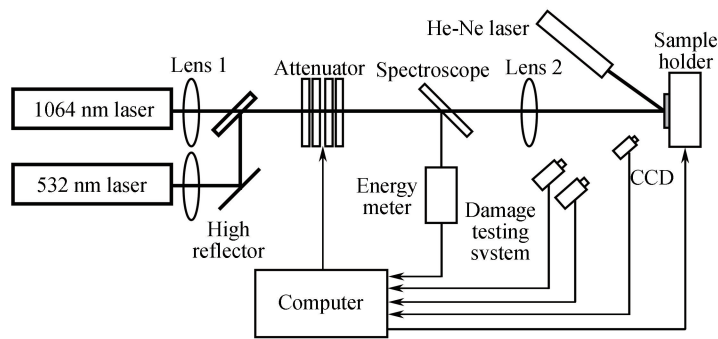 He-Ne laser
Sample
holder
Lens 1
Attenuator
Spectroscope
Lens 2
1064 nm laser
532 nm laser
High
reflector
Energy
meter
Damage
testing
system
CCD
Computer